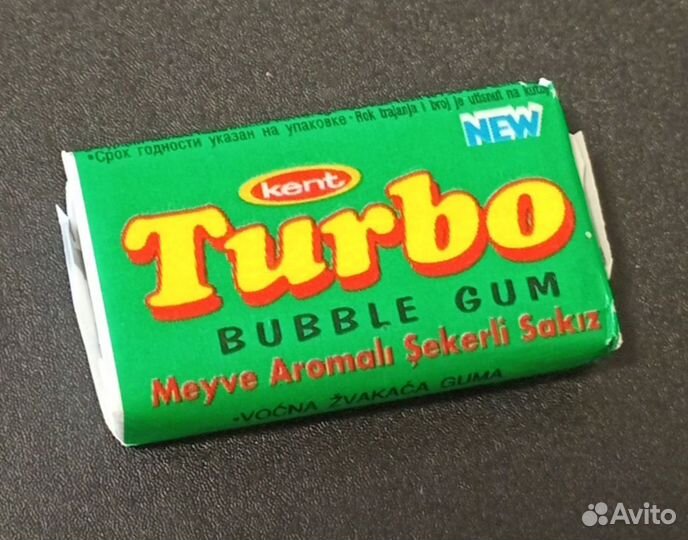 •Срок годности указан на упаковке · Rok trajanja i broj je utisnut na kutiji
NEW
kent
Turbo
BUBBLE GUM
Meyve Aromalı Şekerli Sakız
•VOĆNA ŽVAKAĆA GUMA
Avito